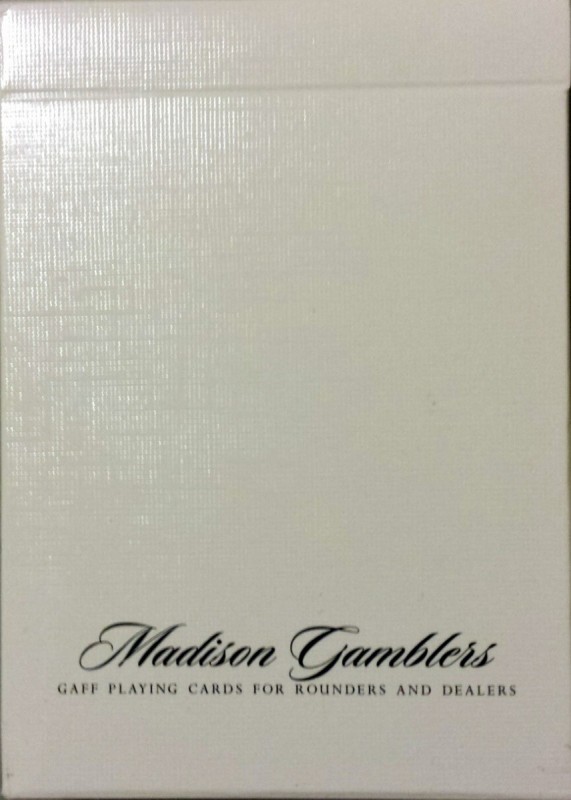 Madison Gamblers
GAFF PLAYING CARDS FOR ROUNDERS AND DEALERS